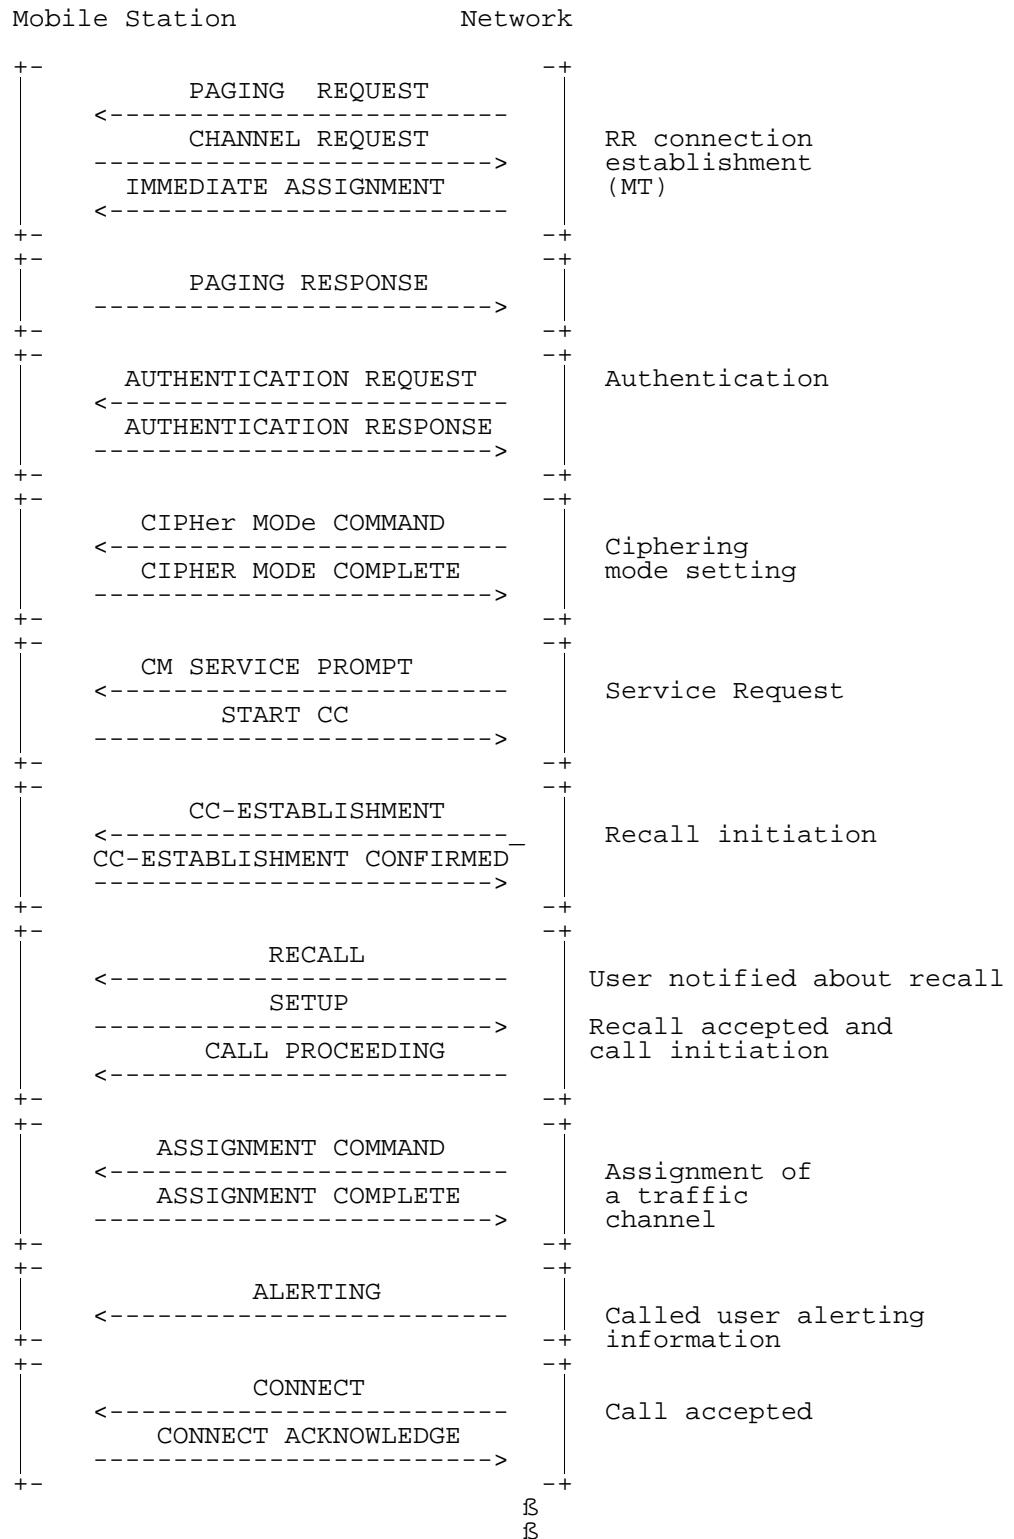 Mobile Station Network
PAGING REQUEST
CHANNEL REQUEST RR connection
establishment
IMMEDIATE ASSIGNMENT (MT)
PAGING RESPONSE
AUTHENTICATION REQUEST Authentication
AUTHENTICATION RESPONSE
CIPHer MODe COMMAND
Ciphering
CIPHER MODE COMPLETE mode setting
CM SERVICE PROMPT
Service Request
START CC
CC-ESTABLISHMENT
Recall initiation
CC-ESTABLISHMENT CONFIRMED
RECALL
User notified about recall
SETUP
Recall accepted and
CALL PROCEEDING call initiation
ASSIGNMENT COMMAND
Assignment of
ASSIGNMENT COMPLETE a traffic
channel
ALERTING
Called user alerting
information
CONNECT
Call accepted
CONNECT ACKNOWLEDGE
ß
ß